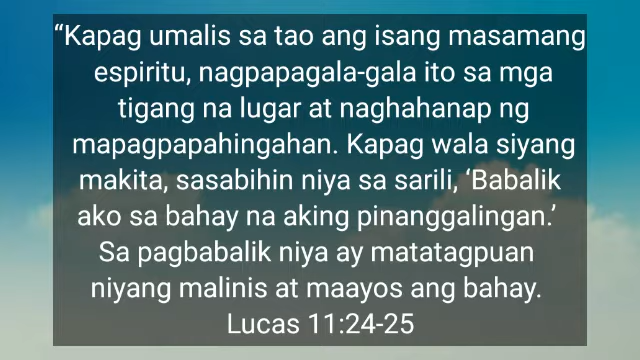 “Kapag umalis sa tao ang isang masamang
espiritu, nagpapagala-gala ito sa mga
tigang na lugar at naghahanap ng
mapagpapahingahan. Kapag wala siyang
makita, sasabihin niya sa sarili, ‘Babalik
ako sa bahay na aking pinanggalingan.’
Sa pagbabalik niya ay matatagpuan
niyang malinis at maayos ang bahay.
Lucas 11:24-25